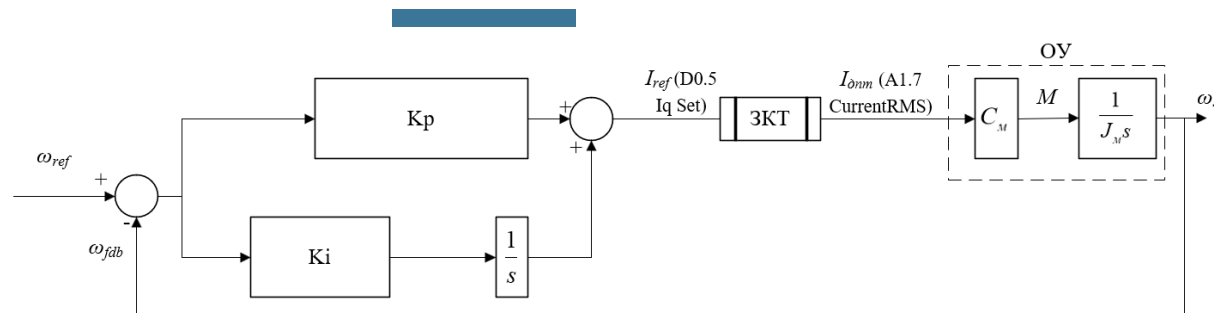 ОУ
I_ref (D0.5
Iq Set)
I_дпт (A1.7
CurrentRMS)
Kp
+
+
ЗКТ
C_м
M
1
J_м s
ω_ref
+
-
ω_fdb
Ki
1
s